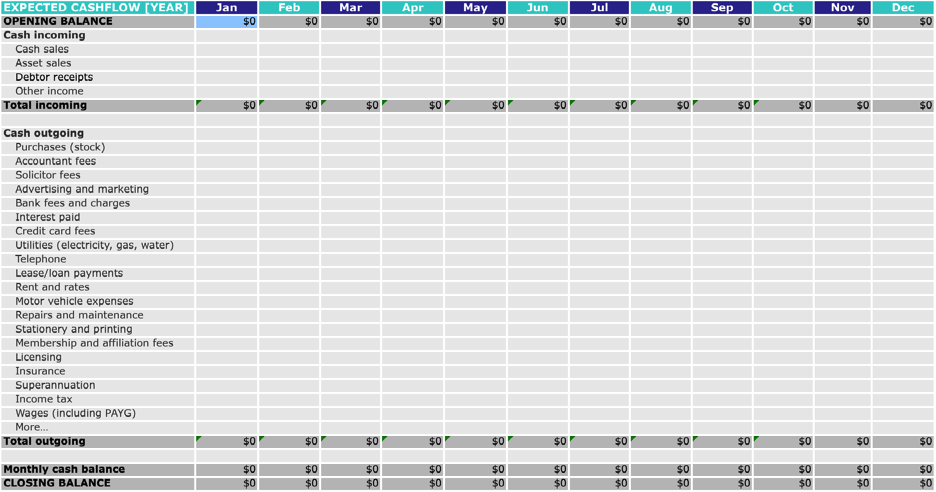 EXPECTED CASHFLOW [YEAR] Jan Feb Mar Apr May Jun Jul Aug Sep Oct Nov Dec
OPENING BALANCE $0 $0 $0 $0 $0 $0 $0 $0 $0 $0 $0 $0
Cash incoming
Cash sales
Asset sales
Debtor receipts
Other income
Total incoming $0 $0 $0 $0 $0 $0 $0 $0 $0 $0 $0 $0
Cash outgoing
Purchases (stock)
Accountant fees
Solicitor fees
Advertising and marketing
Bank fees and charges
Interest paid
Credit card fees
Utilities (electricity, gas, water)
Telephone
Lease/loan payments
Rent and rates
Motor vehicle expenses
Repairs and maintenance
Stationery and printing
Membership and affiliation fees
Licensing
Insurance
Superannuation
Income tax
Wages (including PAYG)
More…
Total outgoing $0 $0 $0 $0 $0 $0 $0 $0 $0 $0 $0 $0
Monthly cash balance $0 $0 $0 $0 $0 $0 $0 $0 $0 $0 $0 $0
CLOSING BALANCE $0 $0 $0 $0 $0 $0 $0 $0 $0 $0 $0 $0